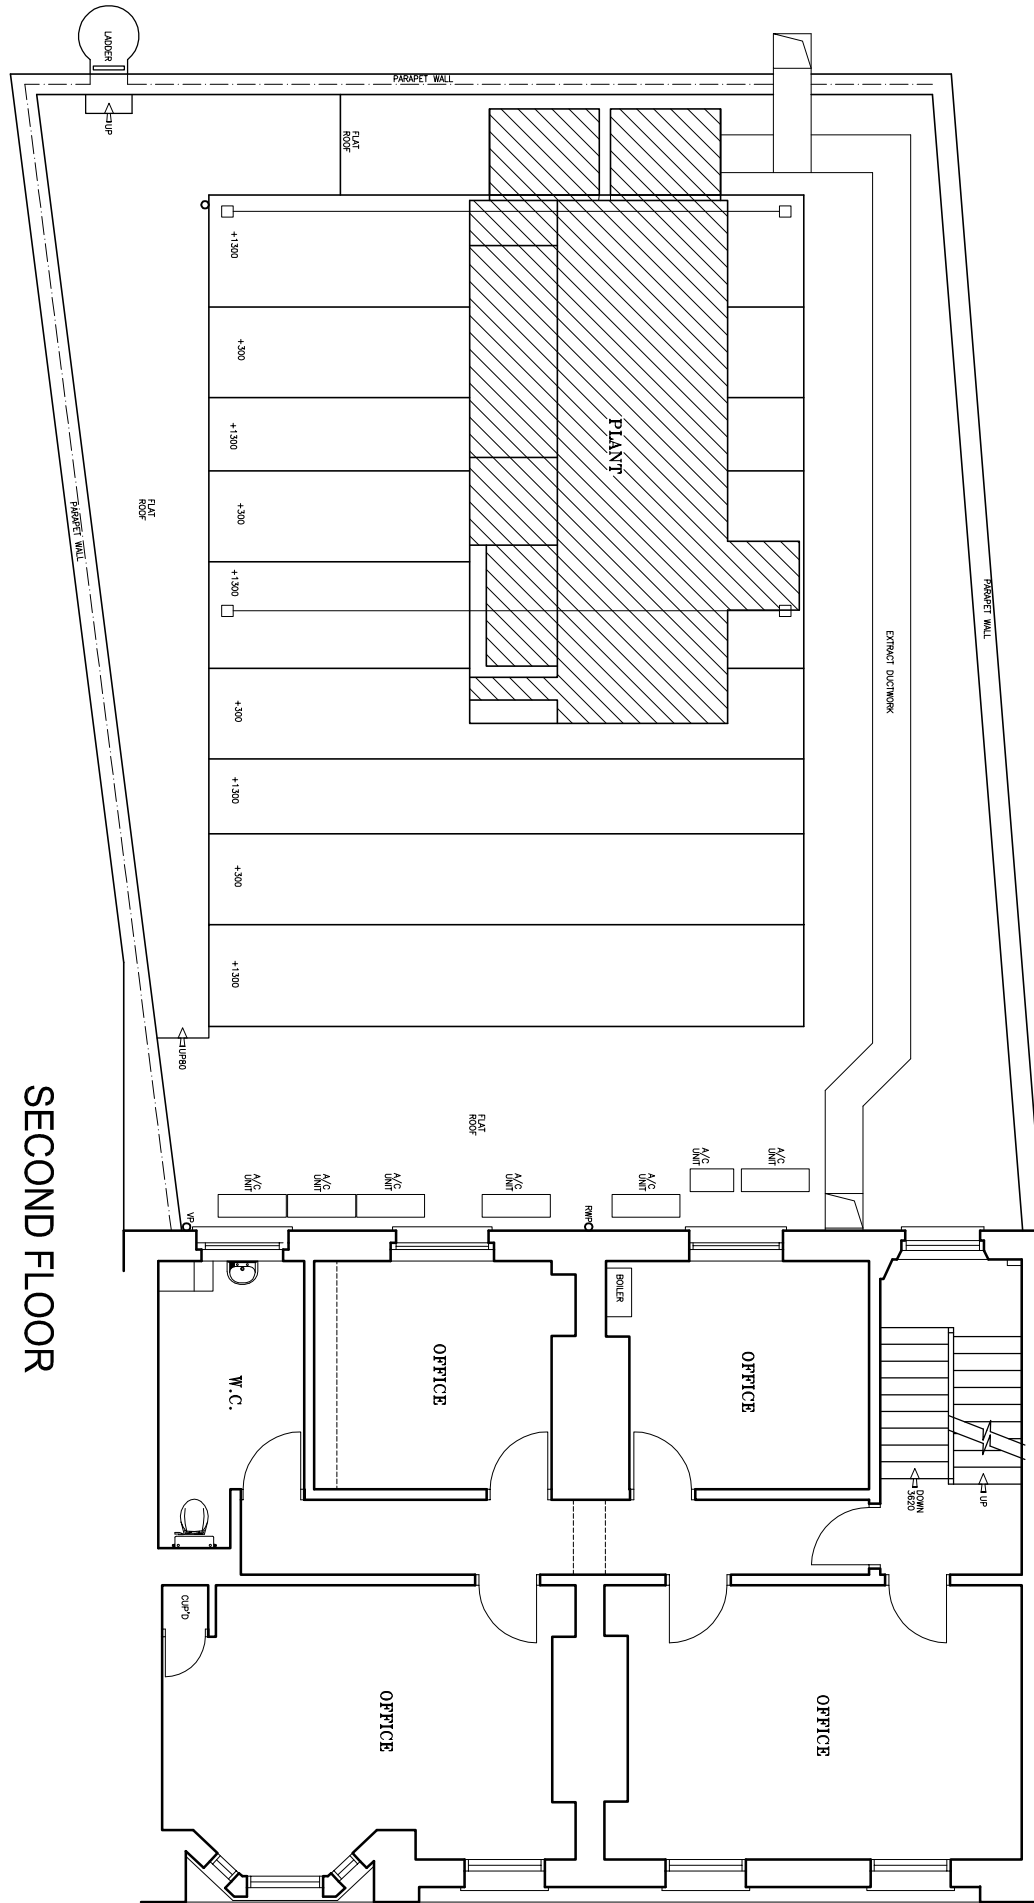 LADDER
UP
PARAPET WALL
FLAT
ROOF
+1300
+300
+1300
+300
+1300
+300
+1300
+300
+1300
PLANT
FLAT
ROOF
PARAPET WALL
PARAPET WALL
EXTRACT DUCTWORK
UP80
FLAT
ROOF
VP
A/C
UNIT
A/C
UNIT
A/C
UNIT
A/C
UNIT
RWP
A/C
UNIT
A/C
UNIT
A/C
UNIT
BOILER
OFFICE
OFFICE
W.C.
DOWN
3620
UP
CUP'D
OFFICE
OFFICE
SECOND FLOOR